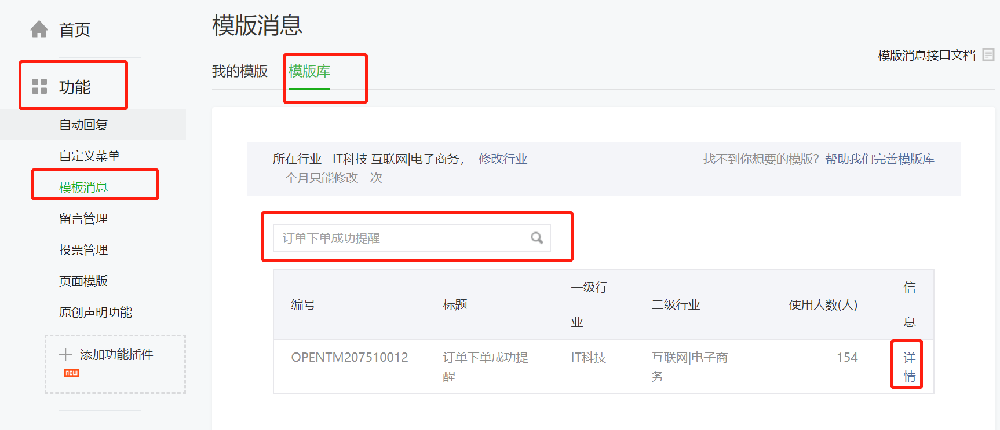 首页
功能
自动回复
自定义菜单
模板消息
留言管理
投票管理
页面模版
原创声明功能
添加功能插件
NEW
模版消息
模版消息接口文档
我的模版 模版库
所在行业 IT科技 互联网|电子商务， 修改行业 找不到你想要的模版？帮助我们完善模版库
一个月只能修改一次
订单下单成功提醒
编号 标题 一级行业 二级行业 使用人数(人) 信息
OPENTM207510012 订单下单成功提醒 IT科技 互联网|电子商务 154 详情